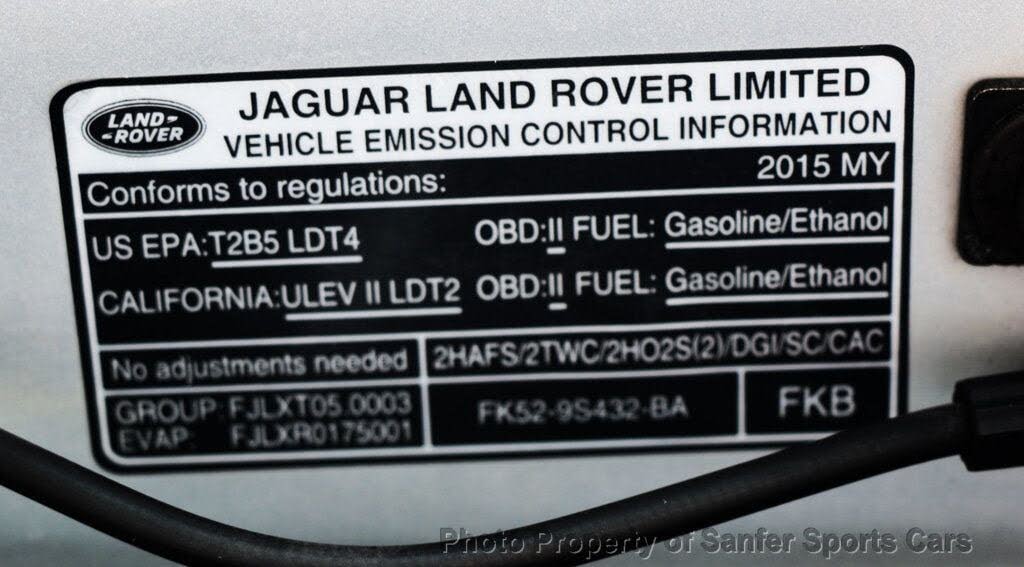 LAND-
-ROVER
JAGUAR LAND ROVER LIMITED
VEHICLE EMISSION CONTROL INFORMATION
Conforms to regulations: 2015 MY
US EPA:T2B5 LDT4 OBD:II FUEL: Gasoline/Ethanol
CALIFORNIA:ULEV II LDT2 OBD:II FUEL: Gasoline/Ethanol
No adjustments needed 2HAFS/2TWC/2HO2S(2)/DGI/SC/CAC
GROUP: FJLXT05.0003 FK52-9S432-BA FKB
EVAP: FJLXR0175001
Photo Property of Sanfer Sports Cars